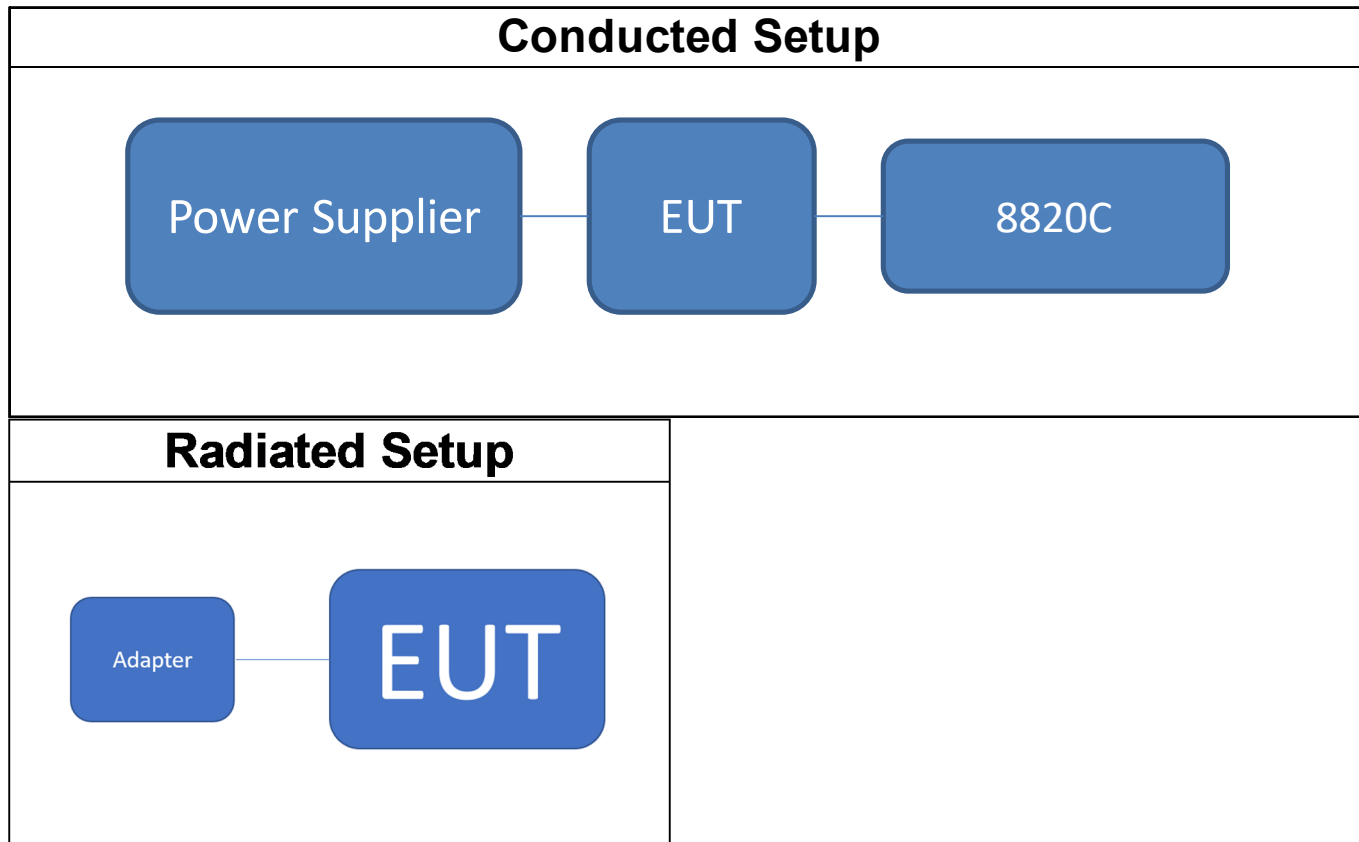 Conducted Setup
Power Supplier
EUT
8820C
Radiated Setup
Adapter
EUT